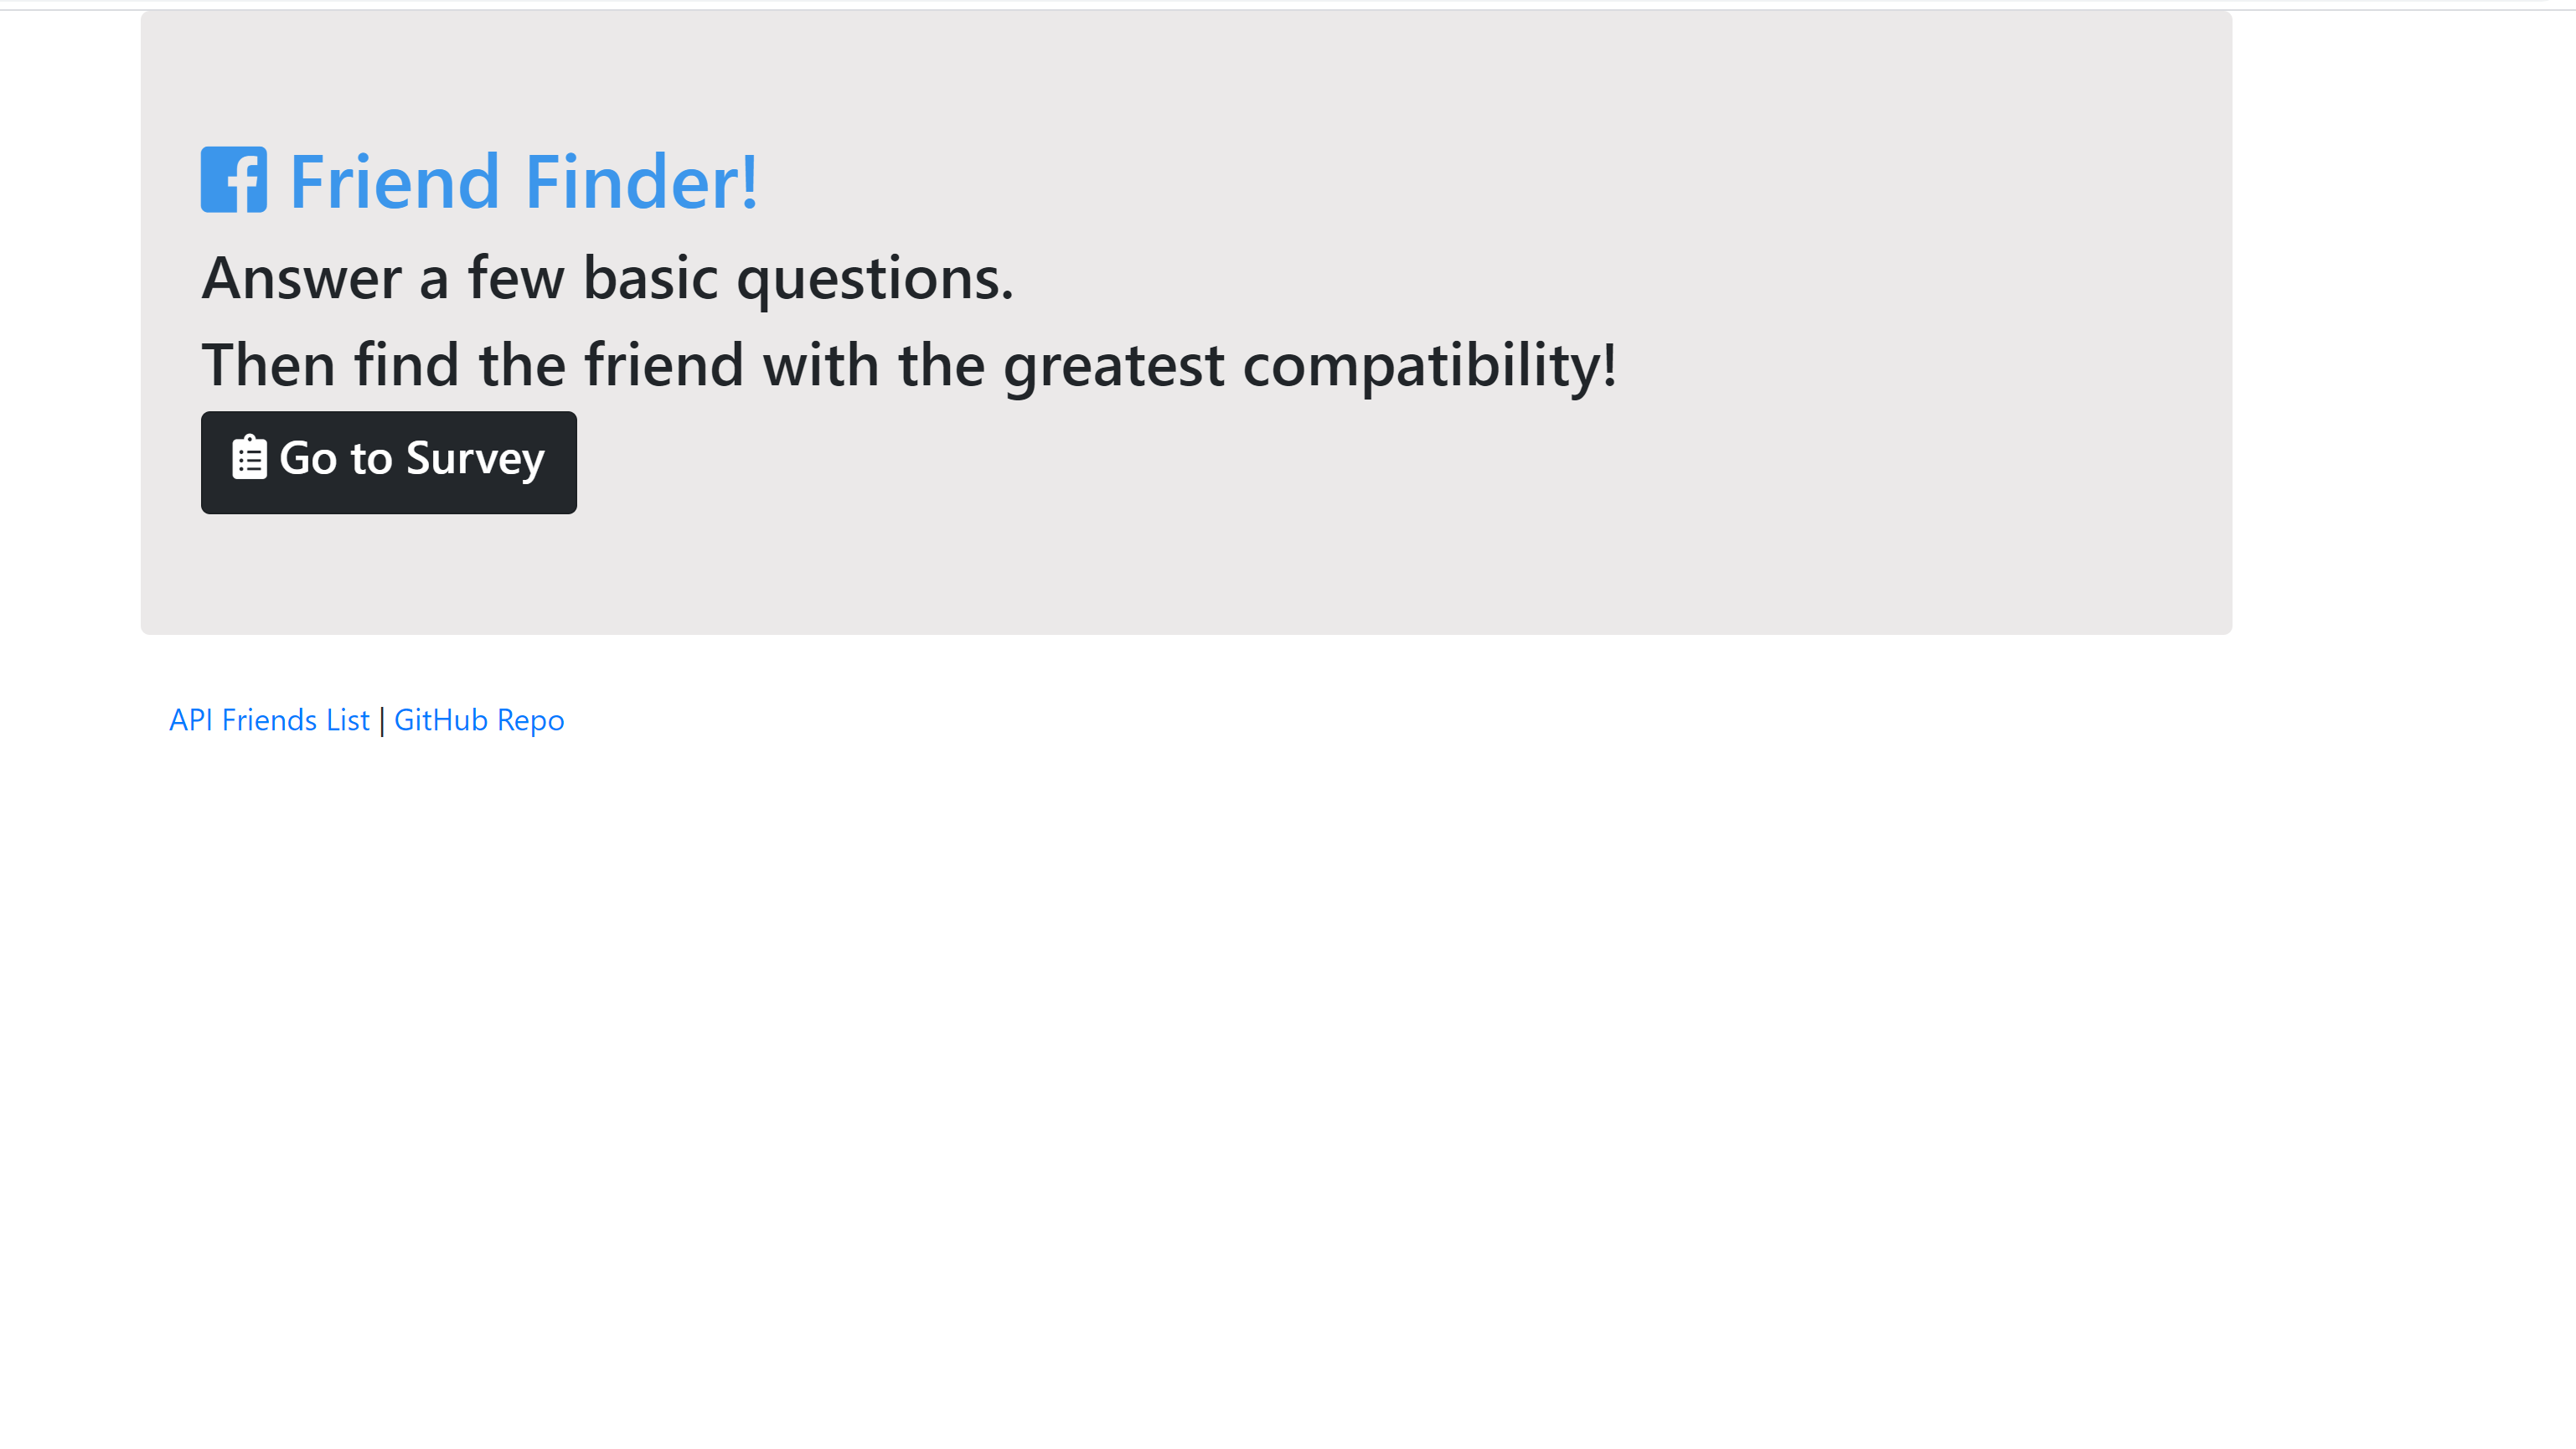 Friend Finder!
Answer a few basic questions.
Then find the friend with the greatest compatibility!
Go to Survey
API Friends List | GitHub Repo